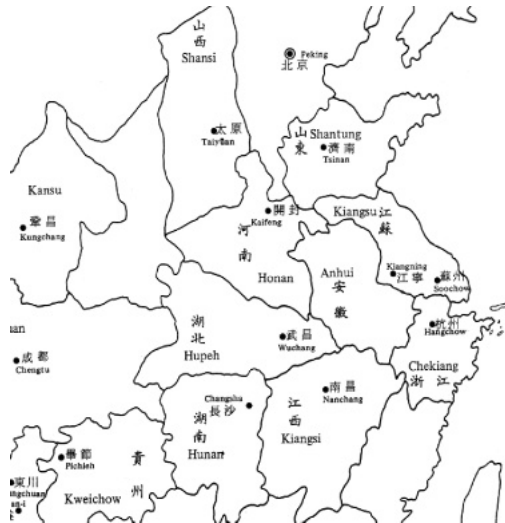 山
西
Shansi
Peking
北京
太原
Taiyüan
山
東
Shantung
濟南
Tsinan
Kansu
鞏昌
Kungchang
開封
Kaifeng
河
南
Honan
Kiangsu
江
蘇
Anhui
安
徽
Kiangning
江寧
蘇州
Soochow
杭州
Hangchow
Chekiang
浙江
uan
成都
Chengtu
湖
北
Hupeh
武昌
Wuchang
Changsha
長沙
湖
南
Hunan
南昌
Nanchang
江
西
Kiangsi
畢節
Pichieh
貴
州
Kweichow
東川
ngchuan
an-i